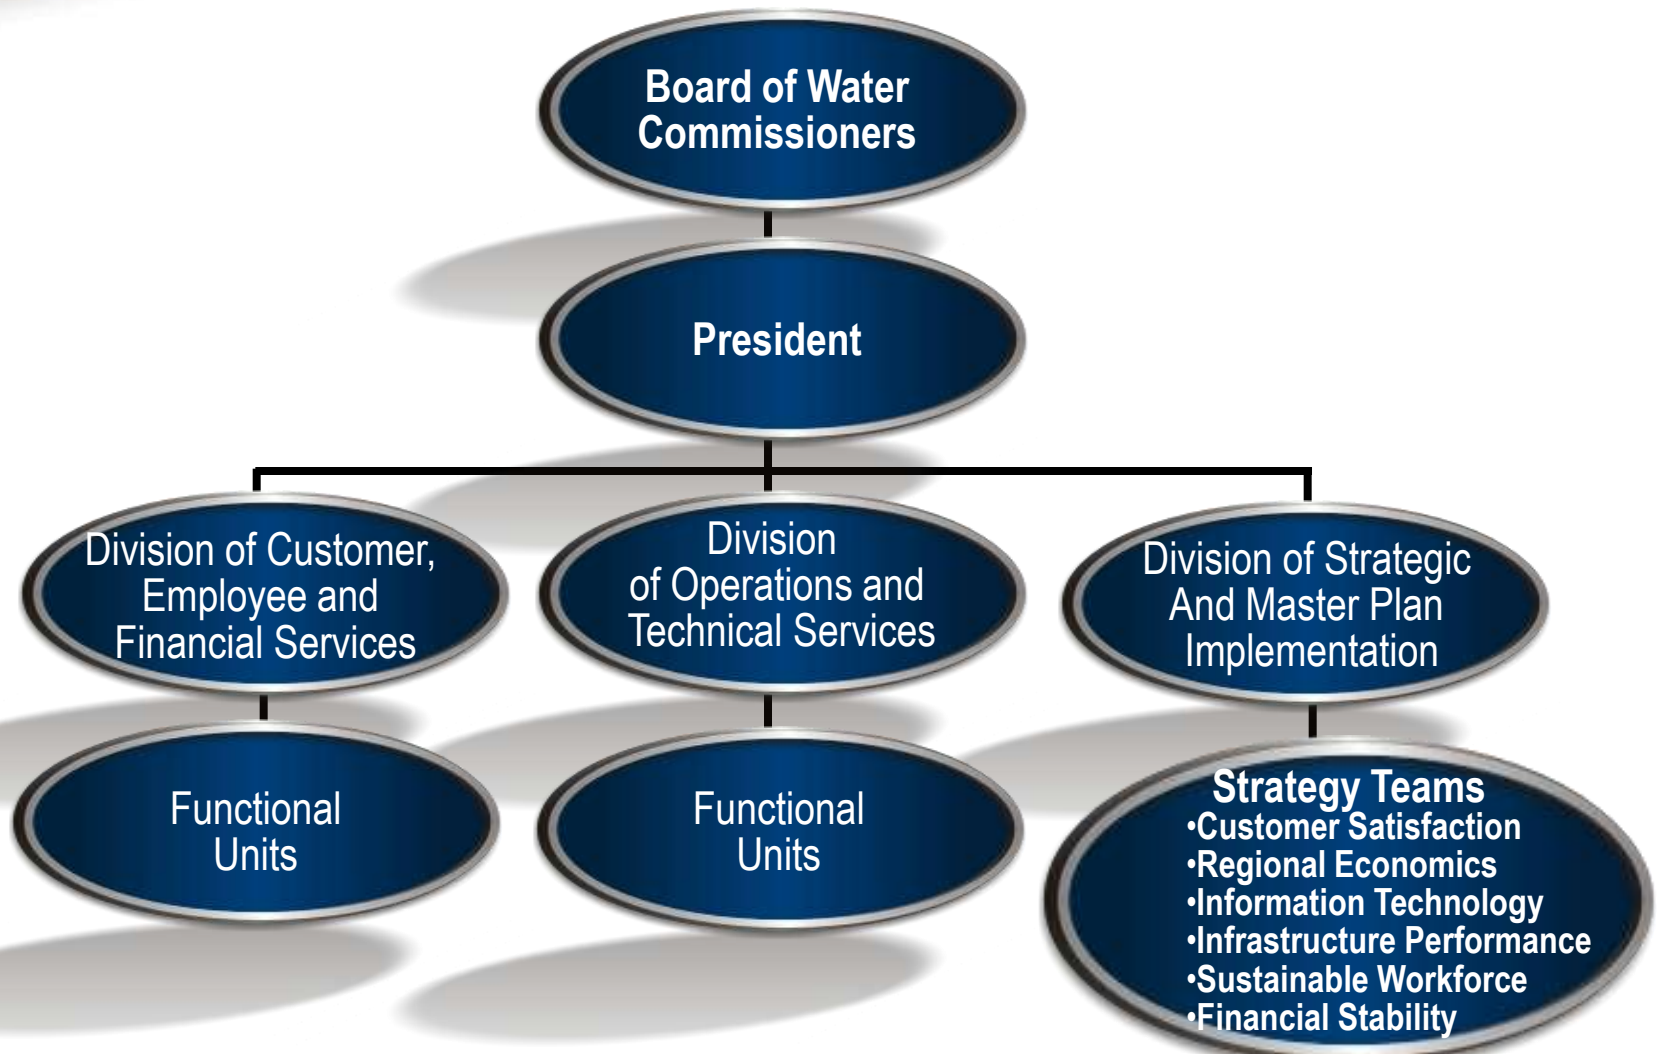 Board of Water
Commissioners
President
Division of Customer,
Employee and
Financial Services
Division
of Operations and
Technical Services
Division of Strategic
And Master Plan
Implementation
Functional
Units
Functional
Units
Strategy Teams
•Customer Satisfaction
•Regional Economics
•Information Technology
•Infrastructure Performance
•Sustainable Workforce
•Financial Stability